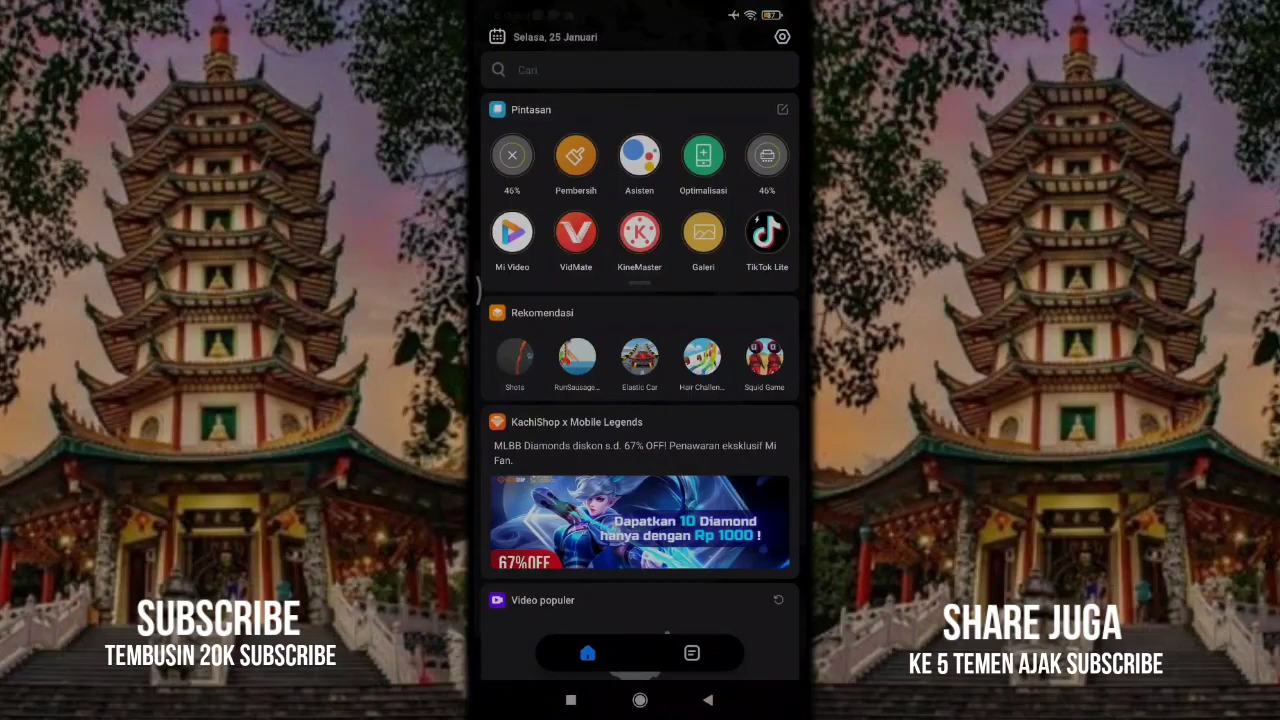 Selasa, 25 Januari
Cari
Pintasan
46%
Pembersih
Asisten
Optimalisasi
46%
Mi Video
VidMate
KineMaster
Galeri
TikTok Lite
Rekomendasi
Shots
RunSausage...
Elastic Car
Hair Challen...
Squid Game
KachiShop x Mobile Legends
MLBB Diamonds diskon s.d. 67% OFF! Penawaran eksklusif Mi
Fan.
Dapatkan 10 Diamond
hanya dengan Rp 1000 !
67%OFF
Video populer
SUBSCRIBE
TEMBUSIN 20K SUBSCRIBE
SHARE JUGA
KE 5 TEMEN AJAK SUBSCRIBE